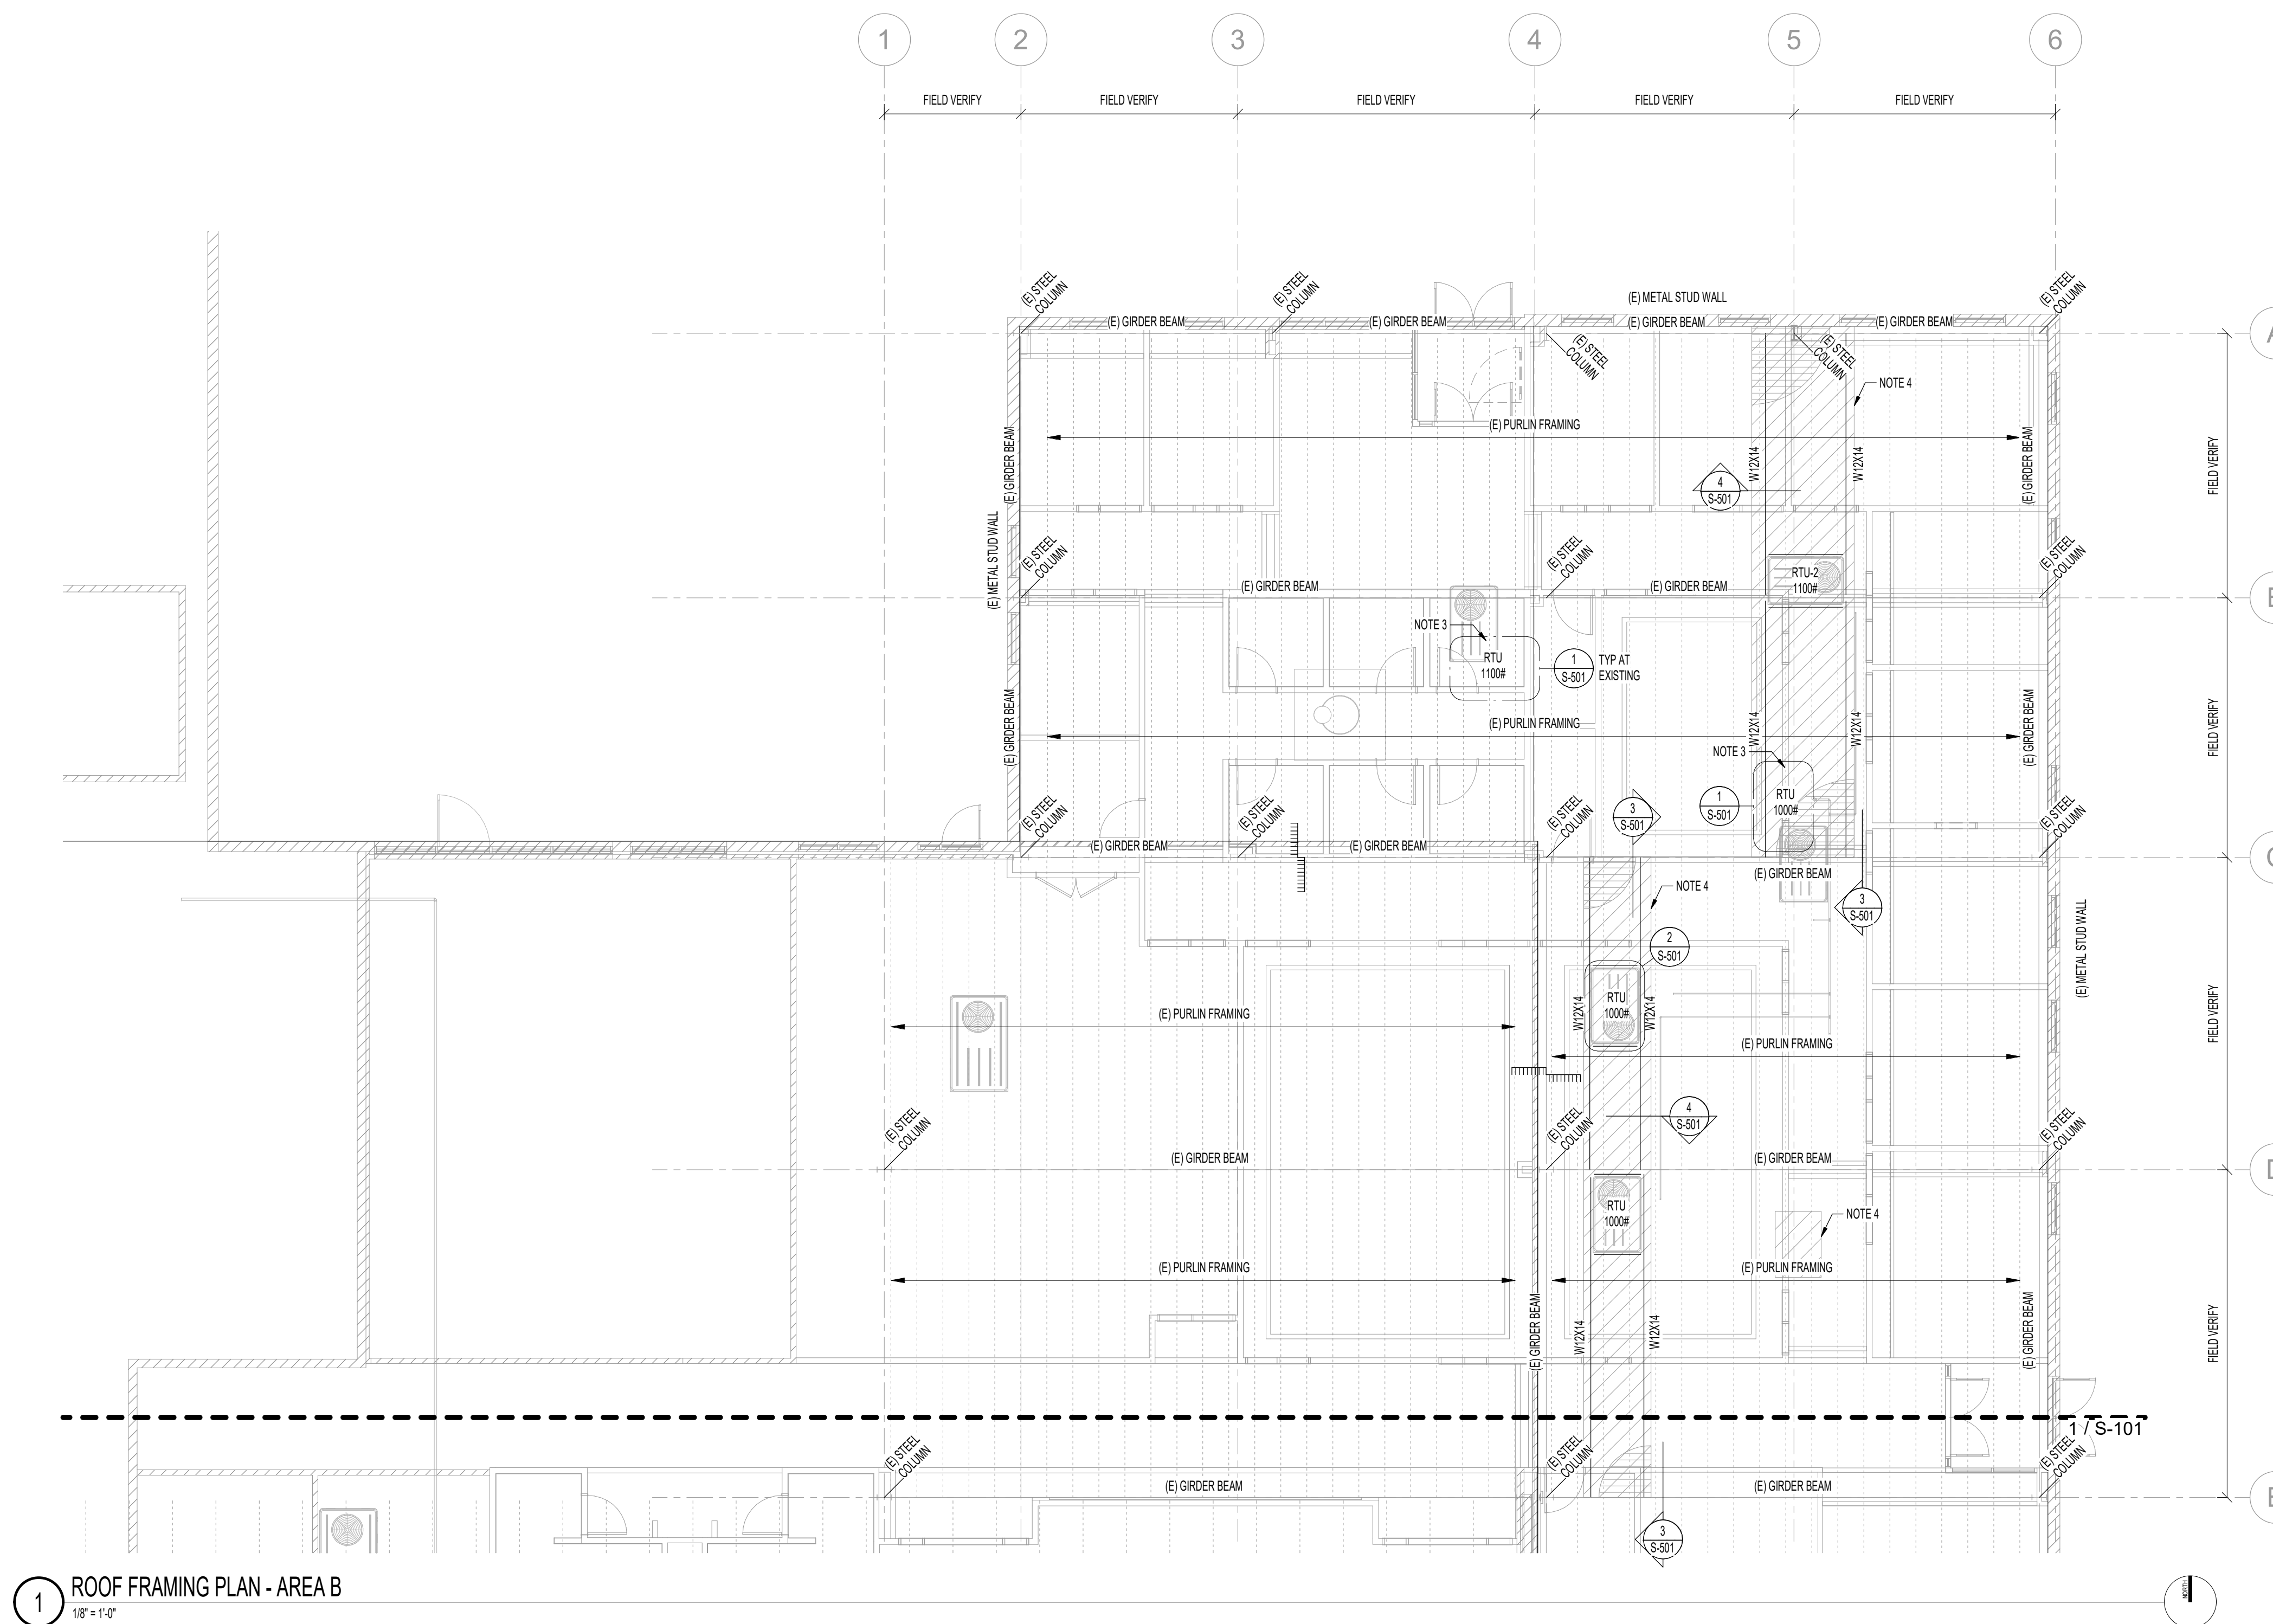 1
2
3
4
5
6
FIELD VERIFY
FIELD VERIFY
FIELD VERIFY
FIELD VERIFY
FIELD VERIFY
(E) STEEL
COLUMN
(E) STEEL
COLUMN
(E) METAL STUD WALL
(E) STEEL
COLUMN
(E) GIRDER BEAM
(E) GIRDER BEAM
(E) GIRDER BEAM
(E) GIRDER BEAM
(E) STEEL
COLUMN
(E) STEEL
COLUMN
NOTE 4
(E) PURLIN FRAMING
(E) GIRDER BEAM
W12X14
W12X14
(E) GIRDER BEAM
FIELD VERIFY
4
S-501
(E) METAL STUD WALL
(E) STEEL
COLUMN
(E) STEEL
COLUMN
(E) STEEL
COLUMN
(E) GIRDER BEAM
(E) GIRDER BEAM
RTU-2
1100#
NOTE 3
RTU
1100#
1
S-501
TYP AT
EXISTING
(E) GIRDER BEAM
(E) PURLIN FRAMING
W12X14
W12X14
(E) GIRDER BEAM
FIELD VERIFY
NOTE 3
RTU
1000#
1
S-501
3
S-501
(E) STEEL
COLUMN
(E) STEEL
COLUMN
(E) STEEL
COLUMN
(E) STEEL
COLUMN
(E) GIRDER BEAM
(E) GIRDER BEAM
(E) GIRDER BEAM
NOTE 4
3
S-501
2
S-501
(E) METAL STUD WALL
W12X14
RTU
1000#
W12X14
(E) PURLIN FRAMING
(E) PURLIN FRAMING
FIELD VERIFY
4
S-501
(E) STEEL
COLUMN
(E) STEEL
COLUMN
(E) STEEL
COLUMN
(E) GIRDER BEAM
(E) GIRDER BEAM
D
RTU
1000#
NOTE 4
(E) PURLIN FRAMING
(E) PURLIN FRAMING
(E) GIRDER BEAM
W12X14
W12X14
(E) GIRDER BEAM
FIELD VERIFY
1 / S-101
(E) STEEL
COLUMN
(E) STEEL
COLUMN
(E) STEEL
COLUMN
(E) GIRDER BEAM
(E) GIRDER BEAM
3
S-501
1
ROOF FRAMING PLAN - AREA B
1/8" = 1'-0"
NORTH